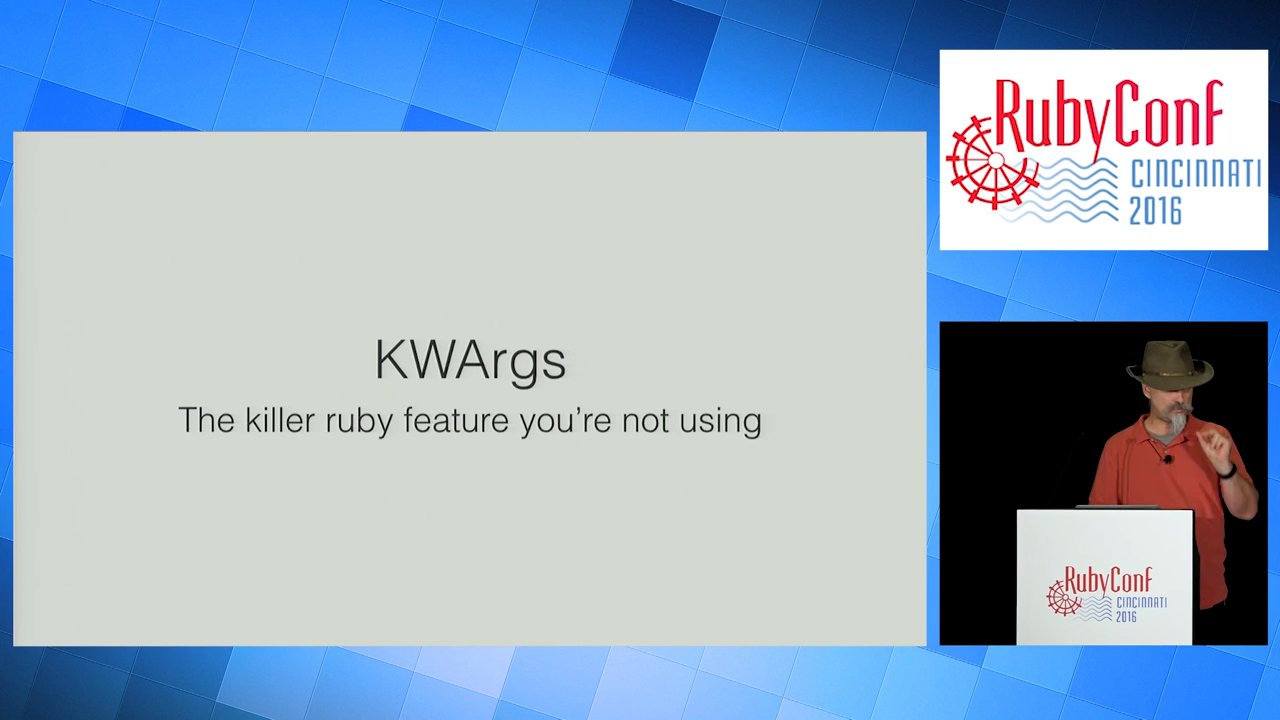 KWArgs
The killer ruby feature you're not using
RubyConf
CINCINNATI
2016
RubyConf
CINCINNATI
2016